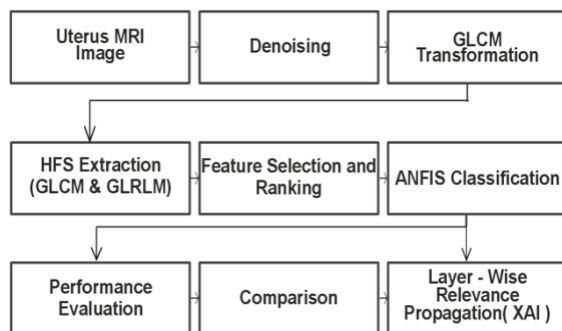 Uterus MRI
Image
Denoising
GLCM
Transformation
HFS Extraction
(GLCM & GLRLM)
Feature Selection and
Ranking
ANFIS Classification
Performance
Evaluation
Comparison
Layer - Wise
Relevance
Propagation( XAI )